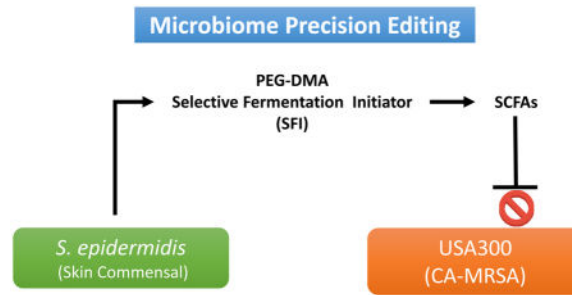 Microbiome Precision Editing
PEG-DMA
Selective Fermentation Initiator
(SFI)
SCFAs
S. epidermidis
(Skin Commensal)
USA300
(CA-MRSA)